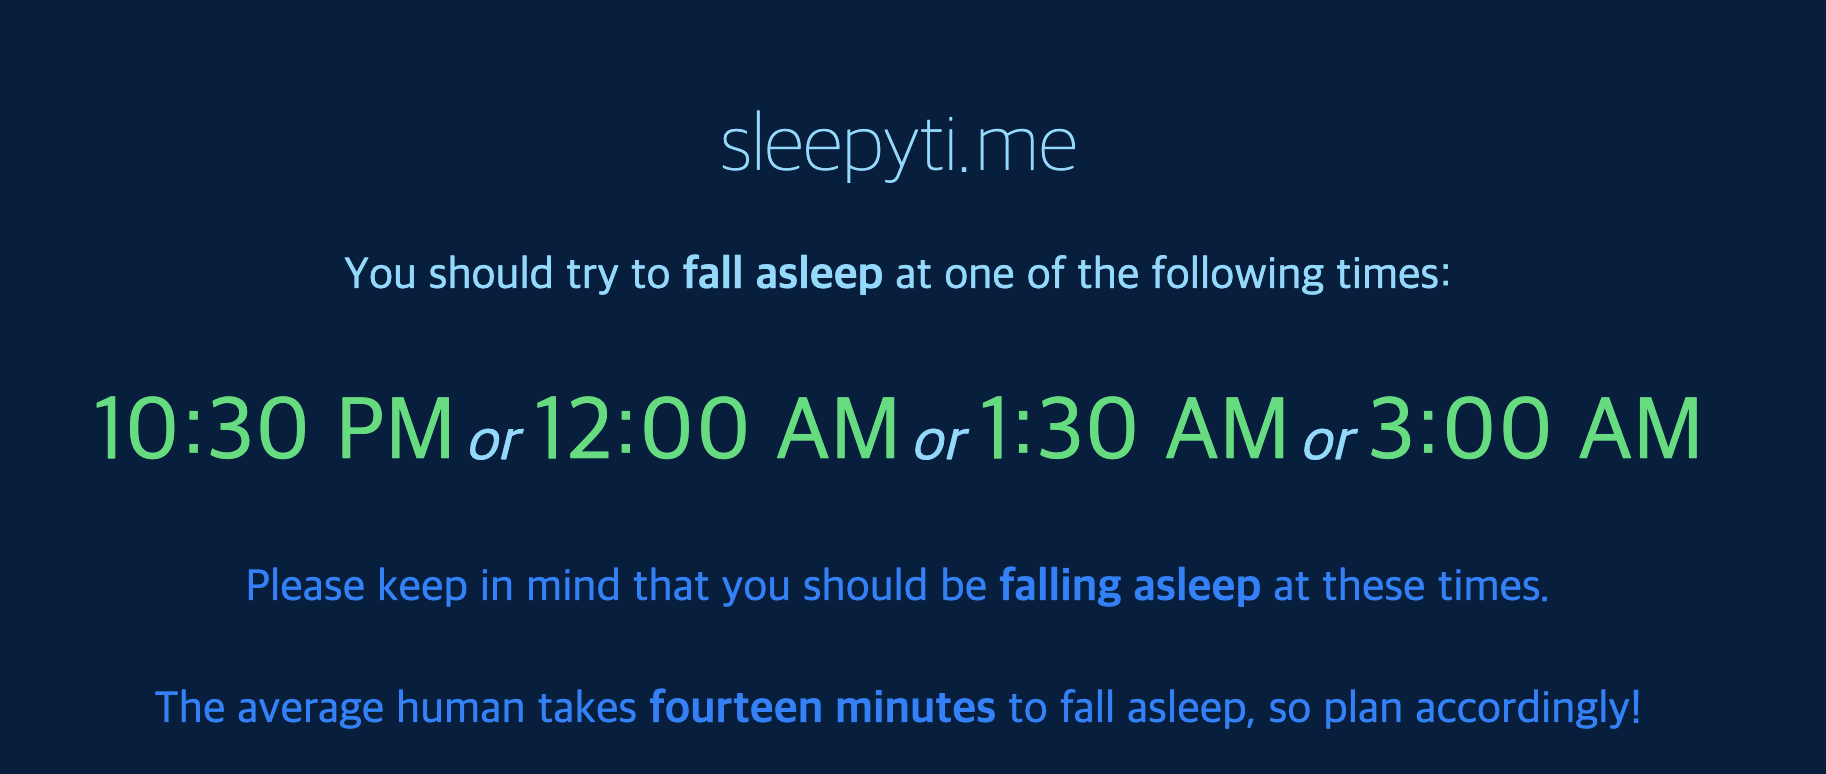 sleepyti.me
You should try to fall asleep at one of the following times:
10:30 PM or 12:00 AM or 1:30 AM or 3:00 AM
Please keep in mind that you should be falling asleep at these times.
The average human takes fourteen minutes to fall asleep, so plan accordingly!